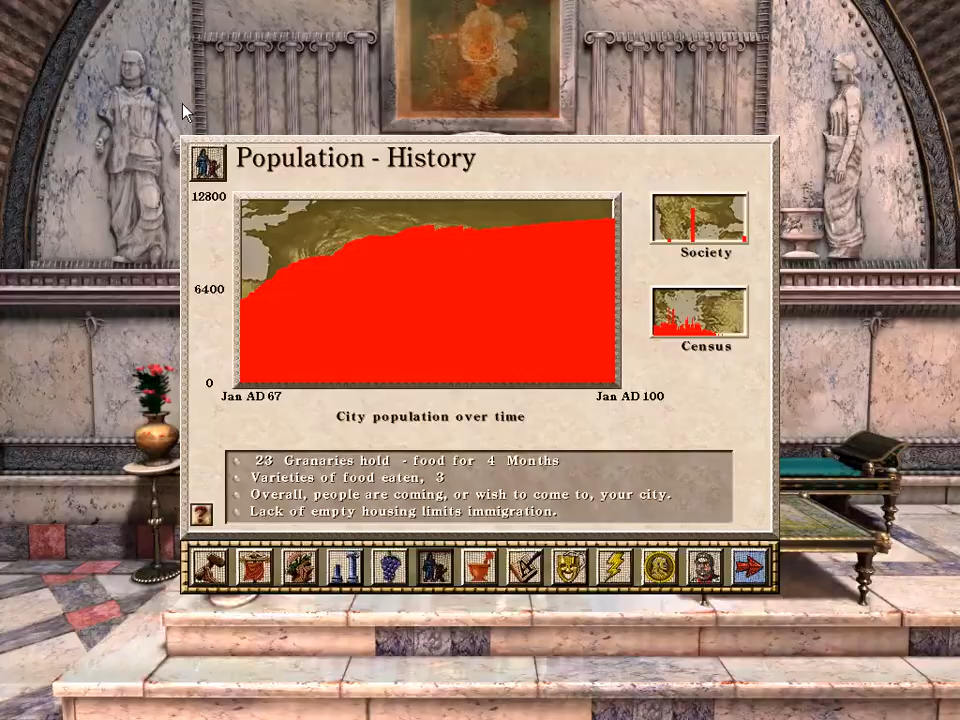 Population - History
12800
6400
0
Jan AD 67
Jan AD 100
City population over time
Society
Census
23 Granaries hold - food for 4 Months
Varieties of food eaten, 3
Overall, people are coming, or wish to come to, your city.
Lack of empty housing limits immigration.
?